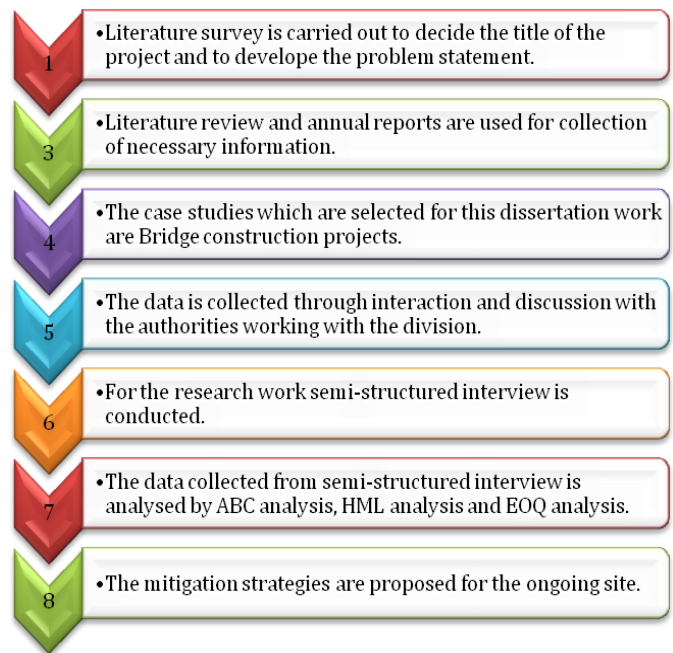 1
•Literature survey is carried out to decide the title of the
project and to develope the problem statement.
3
•Literature review and annual reports are used for collection
of necessary information.
4
•The case studies which are selected for this dissertation work
are Bridge construction projects.
5
•The data is collected through interaction and discussion with
the authorities working with the division.
6
•For the research work semi-structured interview is
conducted.
7
•The data collected from semi-structured interview is
analysed by ABC analysis, HML analysis and EOQ analysis.
8
•The mitigation strategies are proposed for the ongoing site.